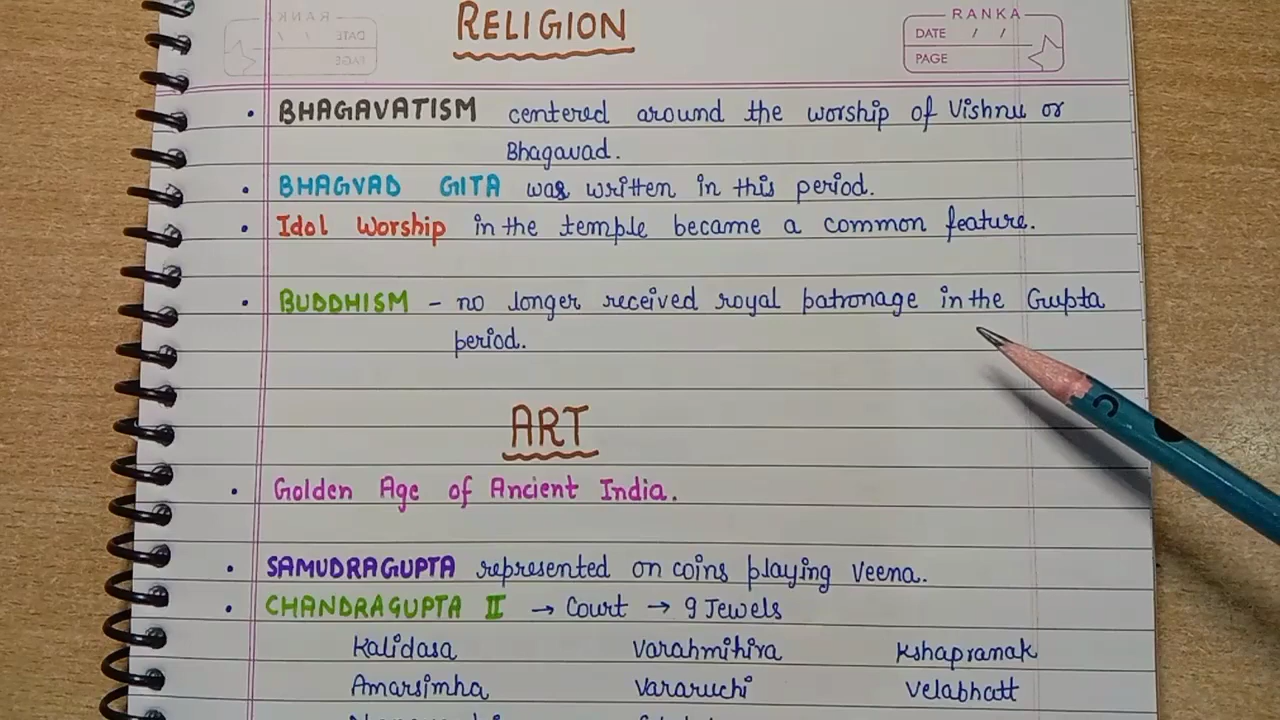 RELIGION
RANKA
DATE / /
PAGE
• BHAGAVATISM centered around the worship of Vishnu or
Bhagavad.
• BHAGVAD GITA was written in this period.
• Idol Worship in the temple became a common feature.
• BUDDHISM – no longer received royal patronage in the Gupta
period.
ART
• Golden Age of Ancient India.
• SAMUDRAGUPTA represented on coins playing Veena.
• CHANDRAGUPTA II → Court → 9 Jewels
Kalidasa Varahmihira Kshapranak
Amarsimha Vararuchi Velabhatt